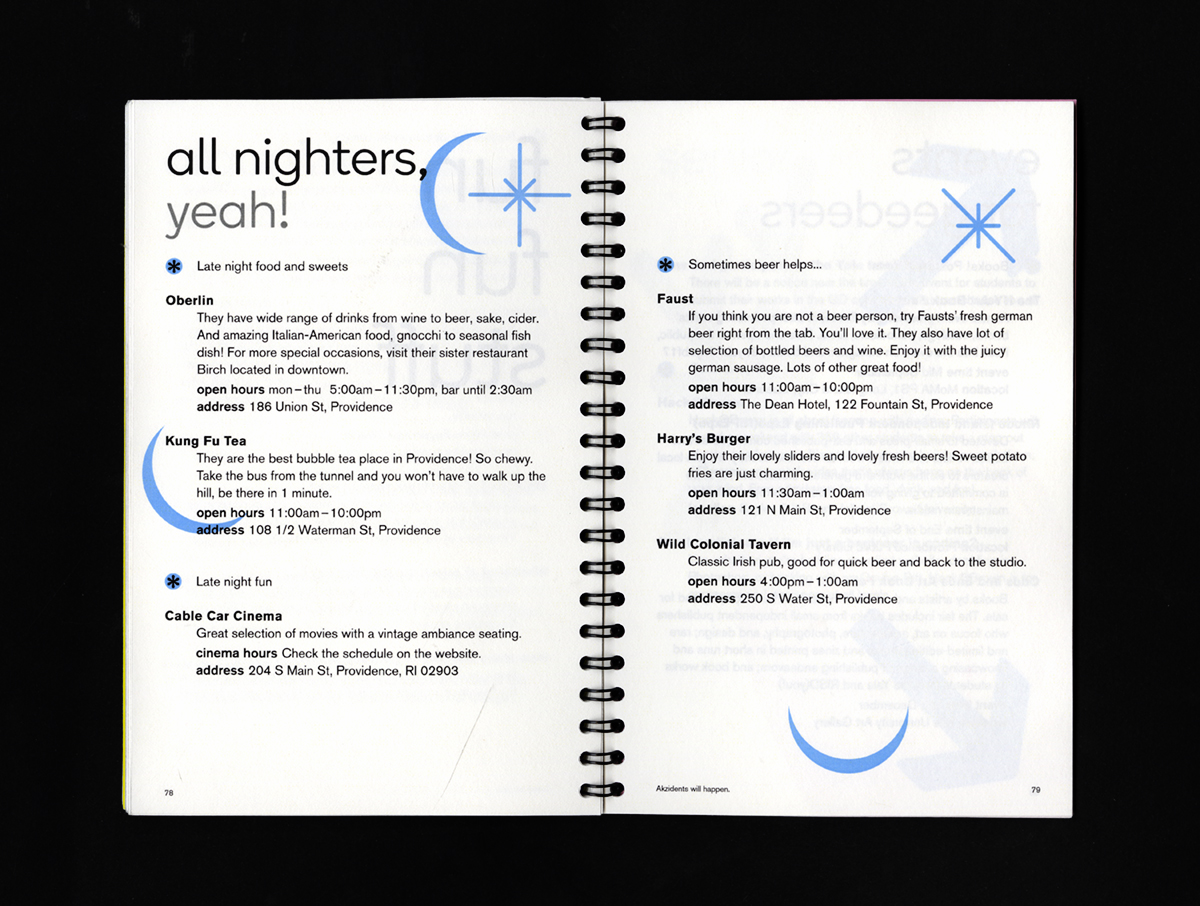 all nighters,
yeah!
Late night food and sweets
Oberlin
They have wide range of drinks from wine to beer, sake, cider.
And amazing Italian-American food, gnocchi to seasonal fish
dish! For more special occasions, visit their sister restaurant
Birch located in downtown.
open hours mon – thu 5:00am – 11:30pm, bar until 2:30am
address 186 Union St, Providence
Kung Fu Tea
They are the best bubble tea place in Providence! So chewy.
Take the bus from the tunnel and you won't have to walk up the
hill, be there in 1 minute.
open hours 11:00am – 10:00pm
address 108 1/2 Waterman St, Providence
Late night fun
Cable Car Cinema
Great selection of movies with a vintage ambiance seating.
cinema hours Check the schedule on the website.
address 204 S Main St, Providence, RI 02903
78
Sometimes beer helps...
Faust
If you think you are not a beer person, try Fausts' fresh german
beer right from the tab. You'll love it. They also have lot of
selection of bottled beers and wine. Enjoy it with the juicy
german sausage. Lots of other great food!
open hours 11:00am – 10:00pm
address The Dean Hotel, 122 Fountain St, Providence
Harry's Burger
Enjoy their lovely sliders and lovely fresh beers! Sweet potato
fries are just charming.
open hours 11:30am – 1:00am
address 121 N Main St, Providence
Wild Colonial Tavern
Classic Irish pub, good for quick beer and back to the studio.
open hours 4:00pm – 1:00am
address 250 S Water St, Providence
Akzidents will happen.
79